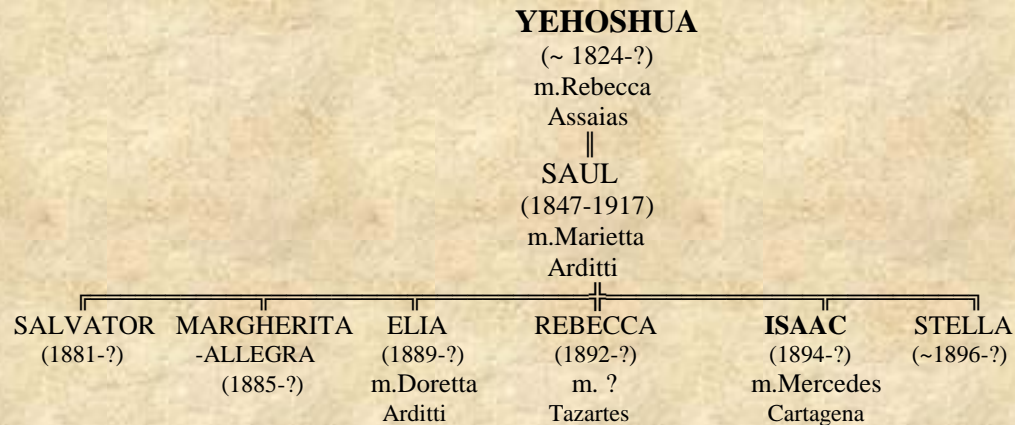 YEHOSHUA
(~ 1824-?)
m.Rebecca
Assaias
SAUL
(1847-1917)
m.Marietta
Arditti
SALVATOR MARGHERITA ELIA REBECCA ISAAC STELLA
(1881-?) -ALLEGRA (1889-?) (1892-?) (1894-?) (~1896-?)
(1885-?) m.Doretta m. ? m.Mercedes
Arditti Tazartes Cartagena